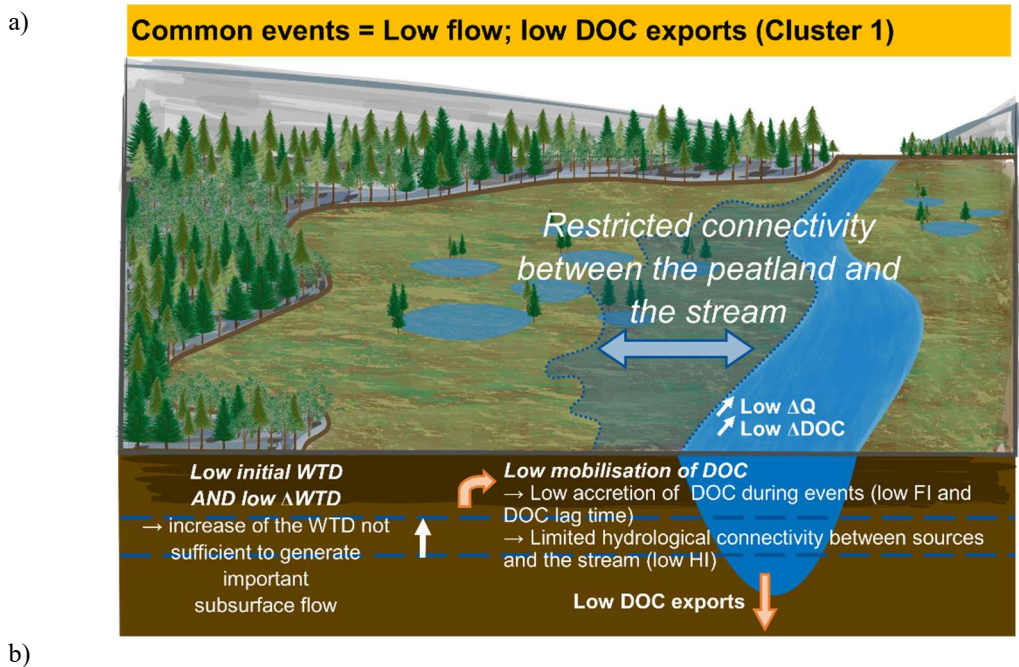 a)
Common events = Low flow; low DOC exports (Cluster 1)
Restricted connectivity
between the peatland and
the stream
Low ΔQ
Low ΔDOC
Low initial WTD
AND low ΔWTD
→ increase of the WTD not
sufficient to generate
important
subsurface flow
Low mobilisation of DOC
→ Low accretion of DOC during events (low FI and
DOC lag time)
→ Limited hydrological connectivity between sources
and the stream (low HI)
Low DOC exports
b)